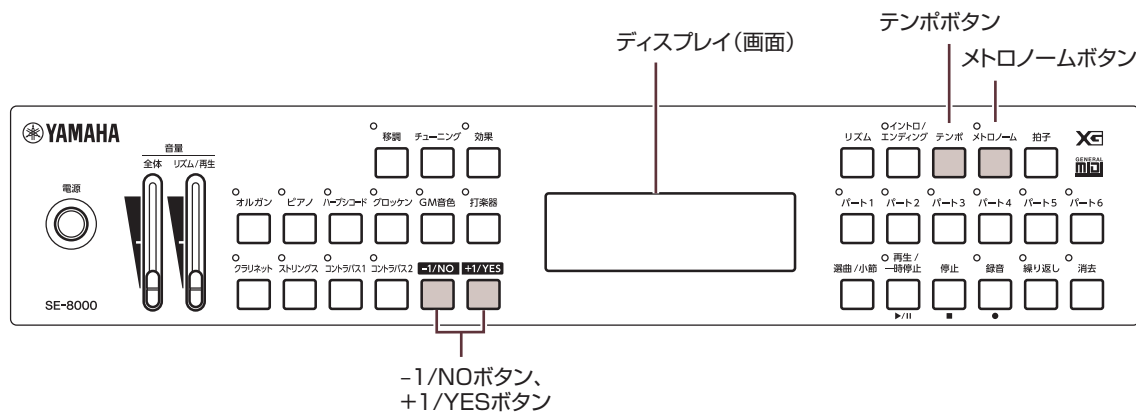 テンポボタン
ディスプレイ(画面)
メトロノームボタン
YAMAHA
音量
全体 リズム/再生
電源
SE-8000
移調 チューニング 効果
オルガン ピアノ ハープシコード グロッケン GM音色 打楽器
クラリネット ストリングス コントラバス1 コントラバス2 -1/NO +1/YES
リズム イントロ/エンディング テンポ メトロノーム 拍子
XG
GENERAL
MIDI
パート1 パート2 パート3 パート4 パート5 パート6
選曲/小節 再生/一時停止 停止 録音 繰り返し 消去
–1/NOボタン、
+1/YESボタン